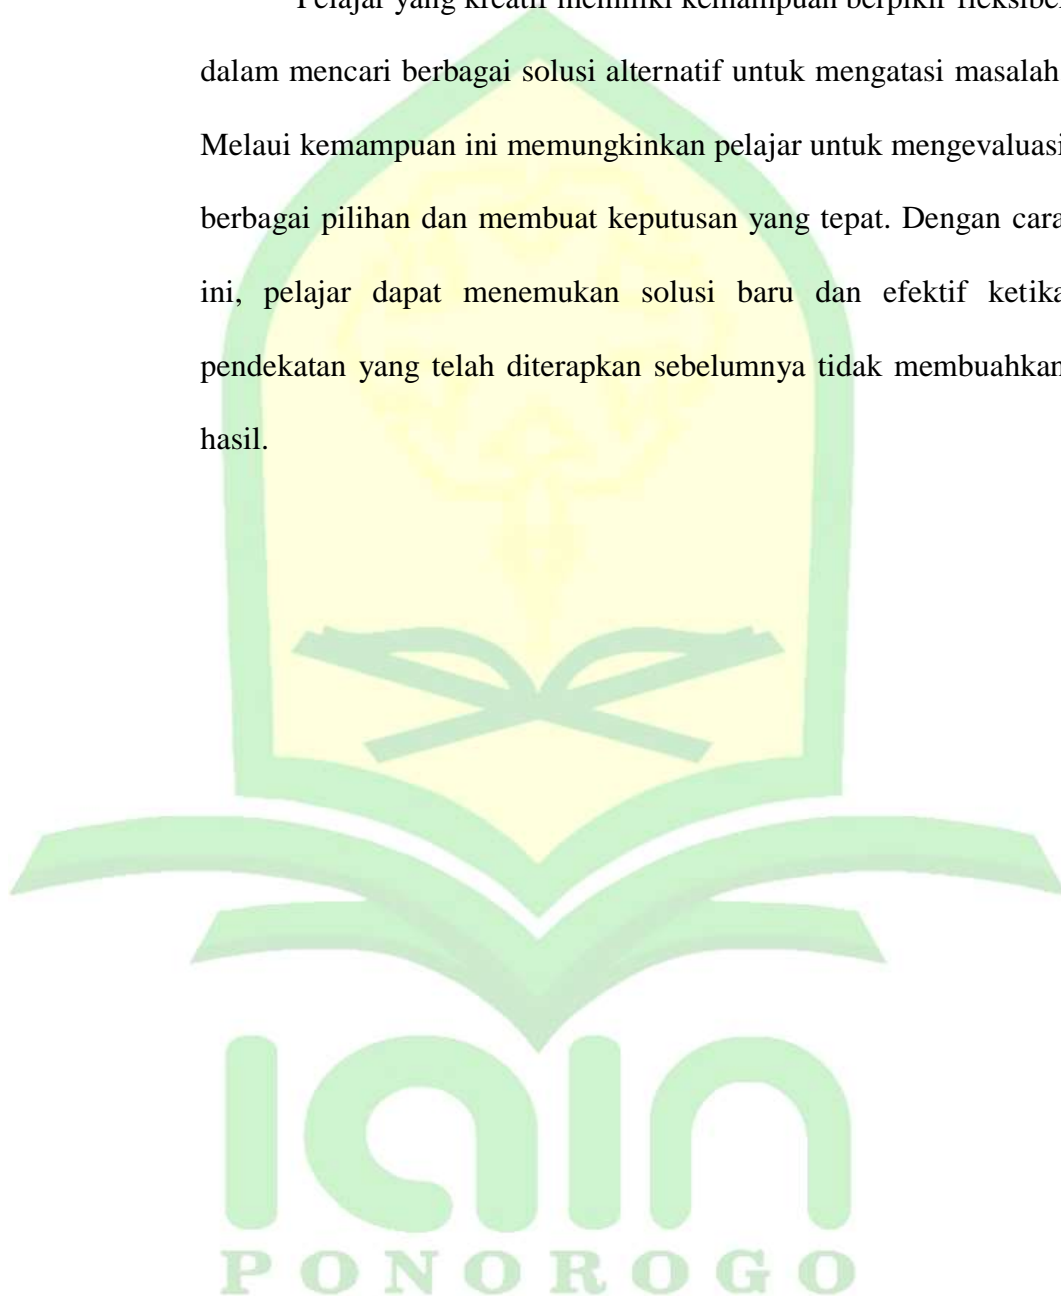 Pelajar yang kreatif memiliki kemampuan berpikir fleksibel
dalam mencari berbagai solusi alternatif untuk mengatasi masalah
Melaui kemampuan ini memungkinkan pelajar untuk mengevaluasi
berbagai pilihan dan membuat keputusan yang tepat. Dengan cara
ini, pelajar dapat menemukan solusi baru dan efektif ketika
pendekatan yang telah diterapkan sebelumnya tidak membuahkan
hasil.
iain
PONOROGO